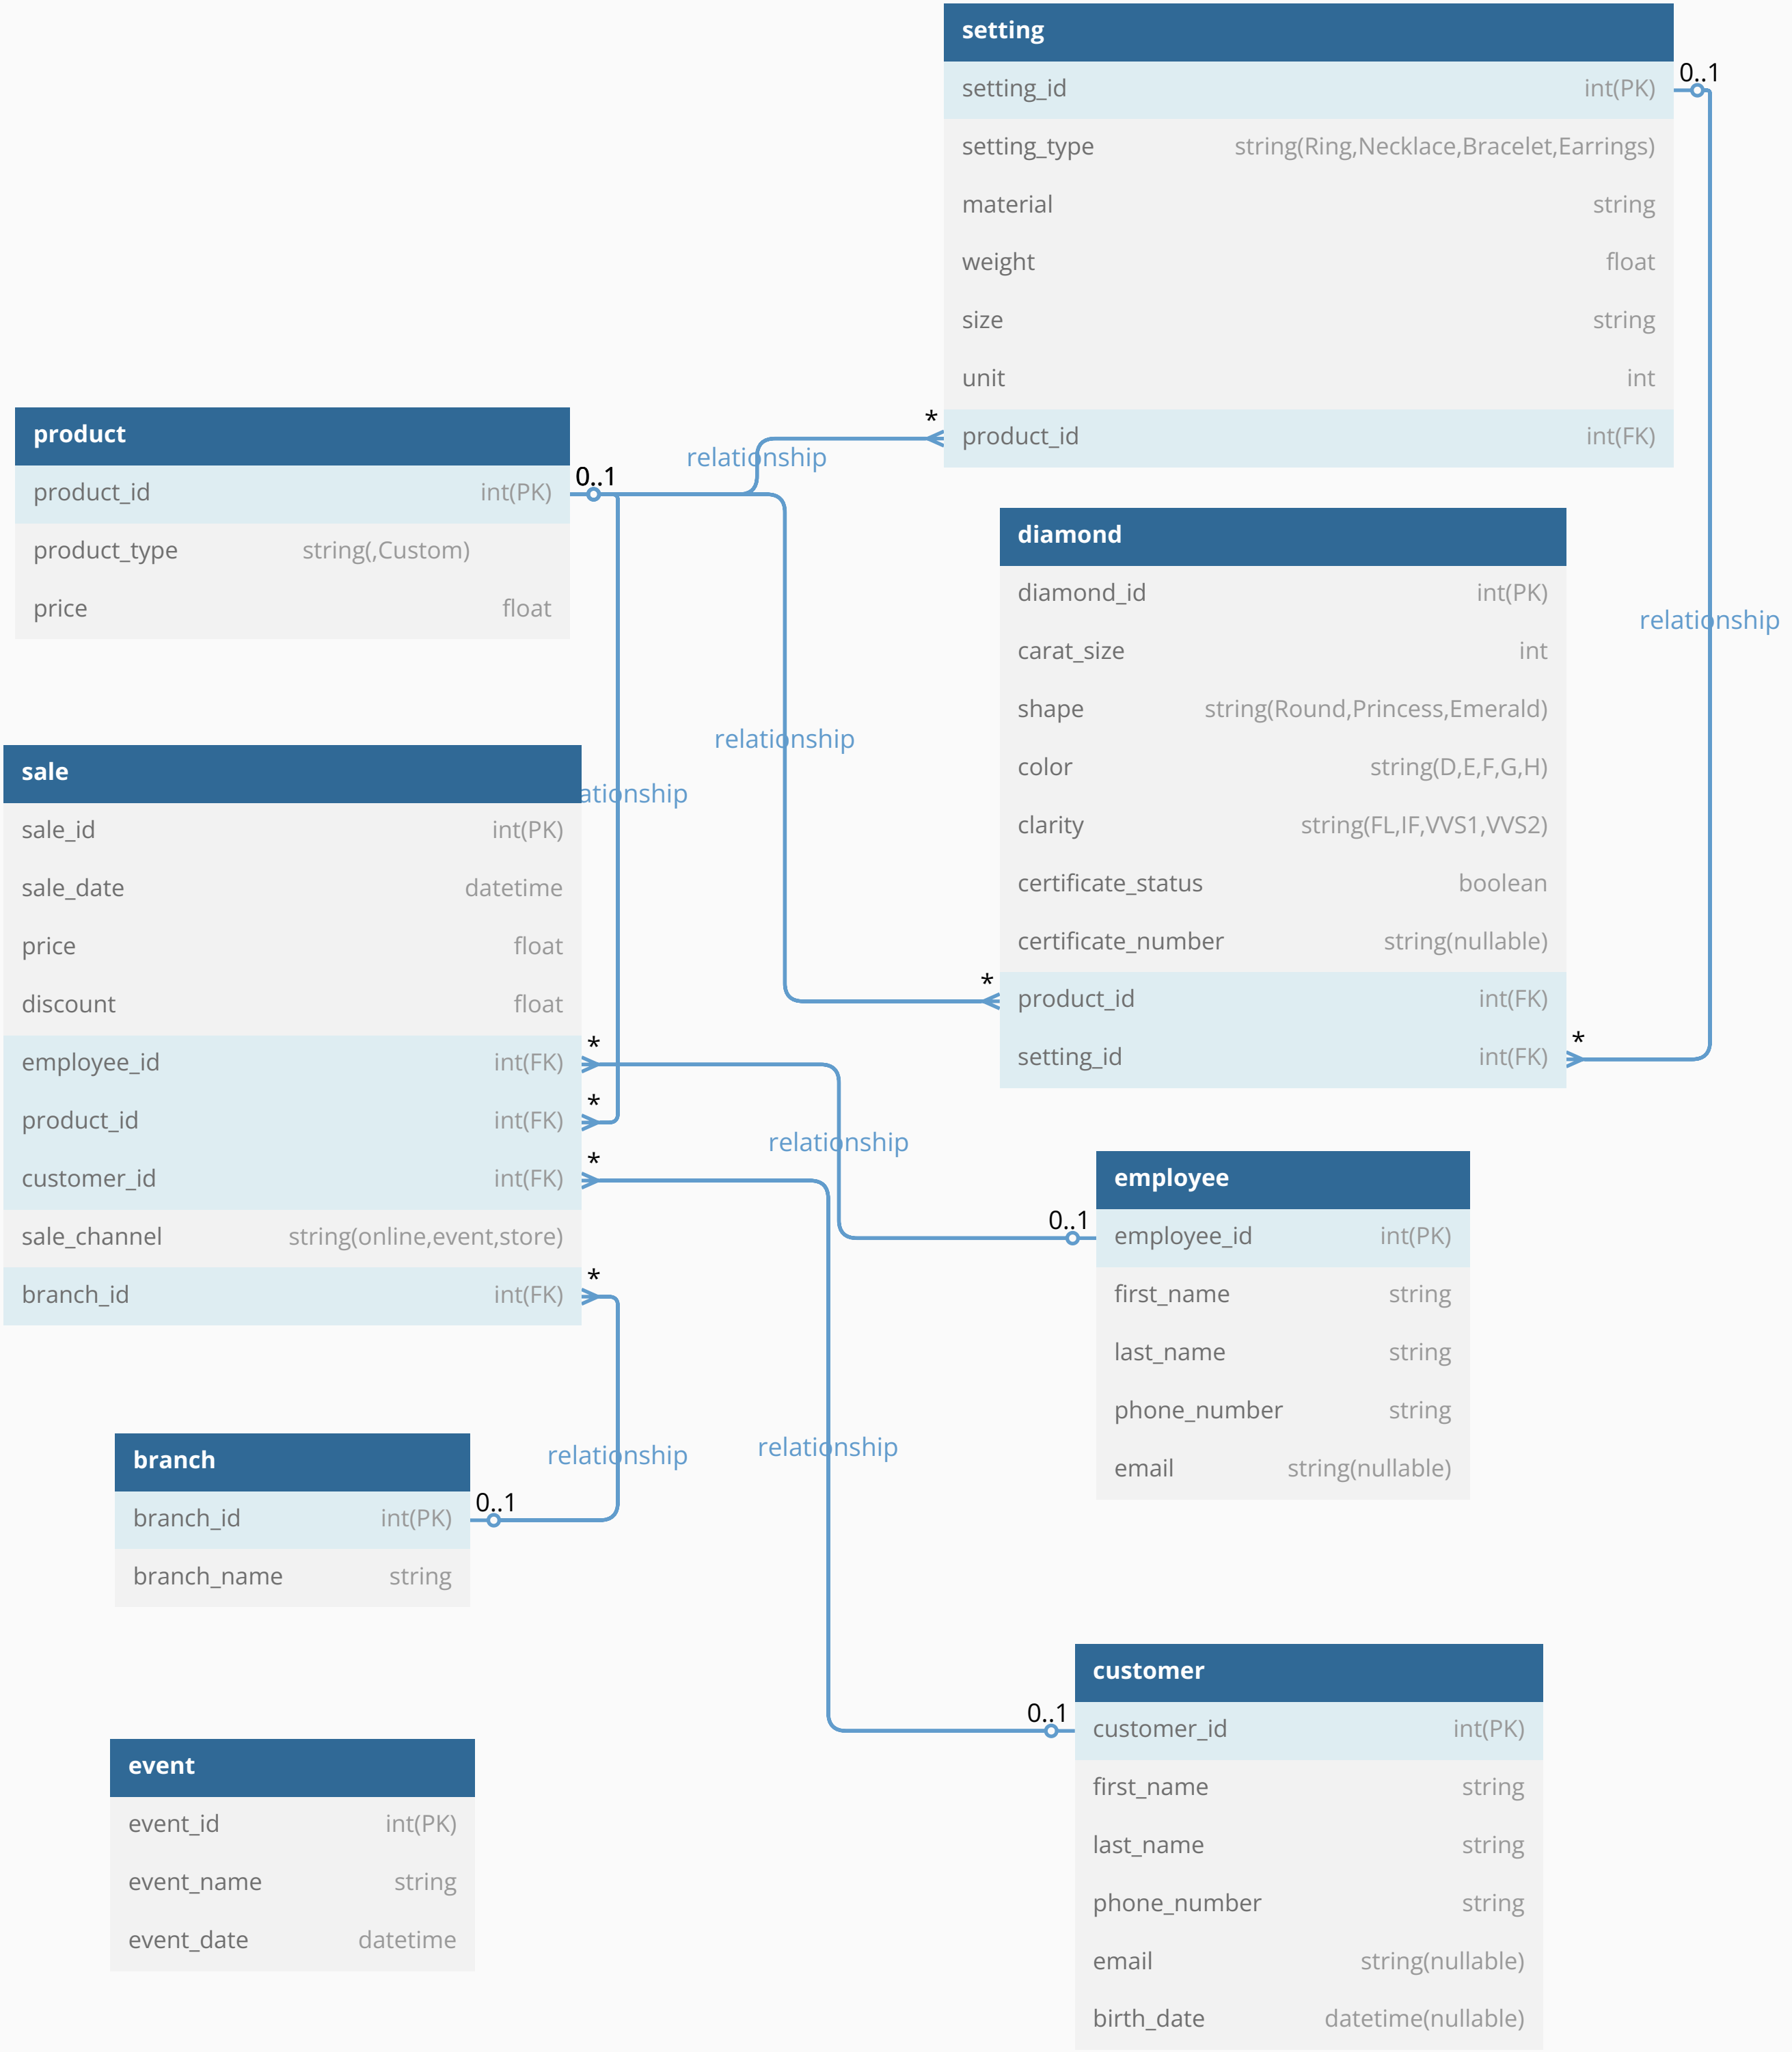 setting
setting_id int(PK)
setting_type string(Ring,Necklace,Bracelet,Earrings)
material string
weight float
size string
unit int
product_id int(FK)
0..1
*
relationship
product
product_id int(PK)
product_type string(,Custom)
price float
0..1
relationship
diamond
diamond_id int(PK)
carat_size int
shape string(Round,Princess,Emerald)
color string(D,E,F,G,H)
clarity string(FL,IF,VVS1,VVS2)
certificate_status boolean
certificate_number string(nullable)
product_id int(FK)
setting_id int(FK)
*
*
relationship
ationship
sale
sale_id int(PK)
sale_date datetime
price float
discount float
employee_id int(FK)
product_id int(FK)
customer_id int(FK)
sale_channel string(online,event,store)
branch_id int(FK)
*
*
*
*
relationship
employee
employee_id int(PK)
first_name string
last_name string
phone_number string
email string(nullable)
0..1
relationship
relationship
branch
branch_id int(PK)
branch_name string
0..1
customer
customer_id int(PK)
first_name string
last_name string
phone_number string
email string(nullable)
birth_date datetime(nullable)
0..1
event
event_id int(PK)
event_name string
event_date datetime